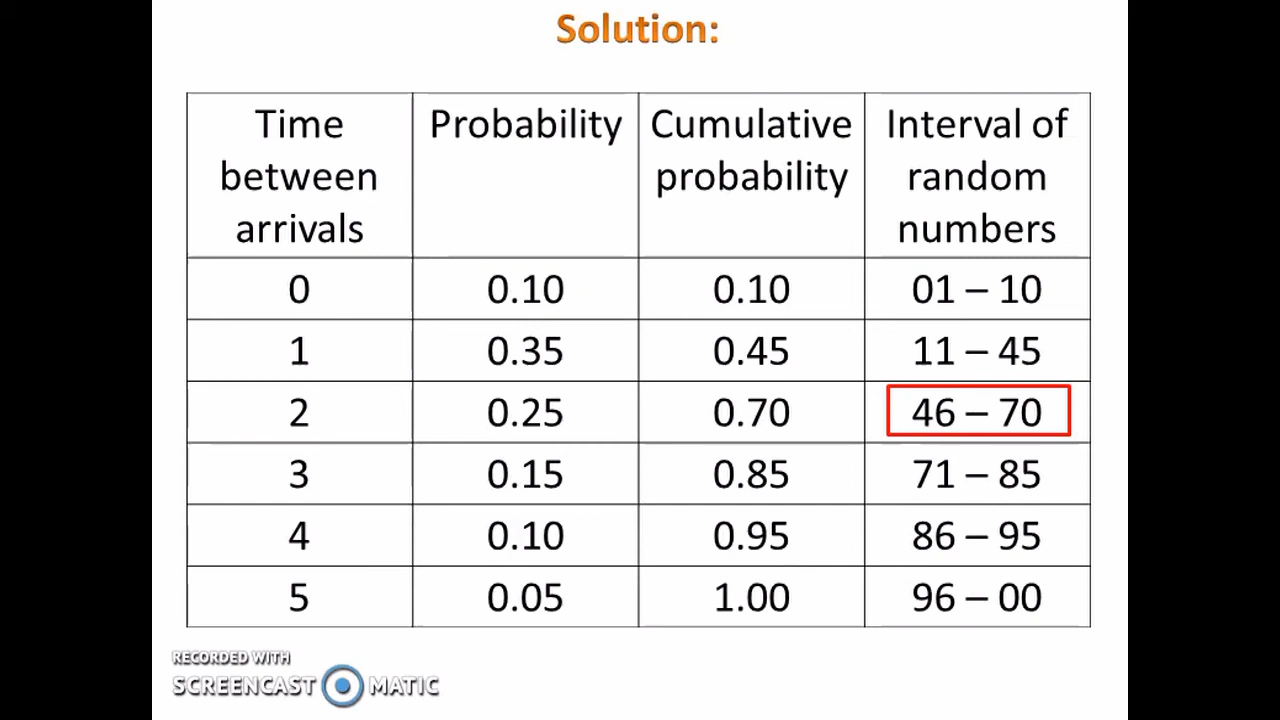 Solution:
Time between arrivals Probability Cumulative probability Interval of random numbers
0 0.10 0.10 01 – 10
1 0.35 0.45 11 – 45
2 0.25 0.70 46 – 70
3 0.15 0.85 71 – 85
4 0.10 0.95 86 – 95
5 0.05 1.00 96 – 00
RECORDED WITH
SCREENCAST MATIC